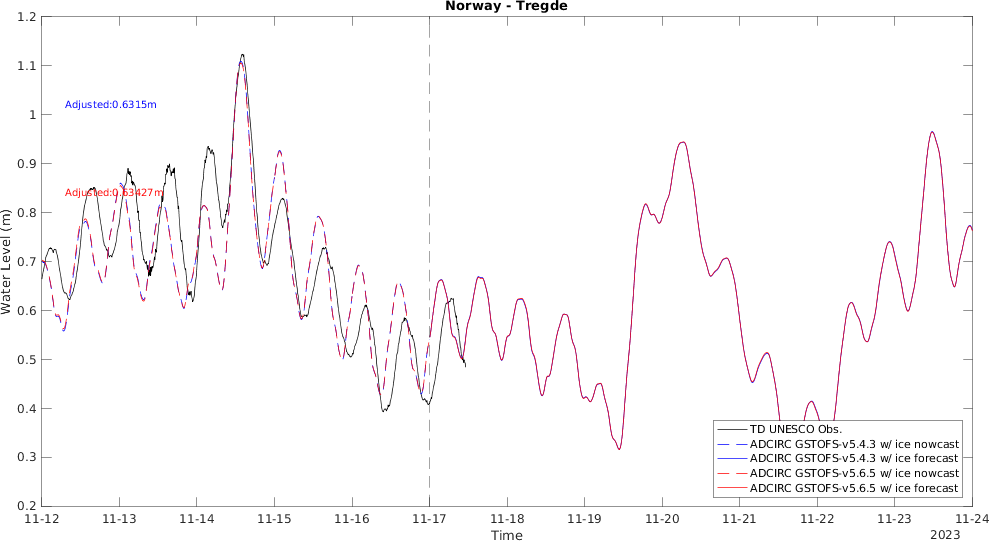 Norway - Tregde
1.2
1.1
1
0.9
0.8
0.7
0.6
0.5
0.4
0.3
0.2
Water Level (m)
Adjusted:0.6315m
Adjusted:0.63427m
TD UNESCO Obs.
ADCIRC GSTOFS-v5.4.3 w/ ice nowcast
ADCIRC GSTOFS-v5.4.3 w/ ice forecast
ADCIRC GSTOFS-v5.6.5 w/ ice nowcast
ADCIRC GSTOFS-v5.6.5 w/ ice forecast
11-12 11-13 11-14 11-15 11-16 11-17 11-18 11-19 11-20 11-21 11-22 11-23 11-24
Time
2023